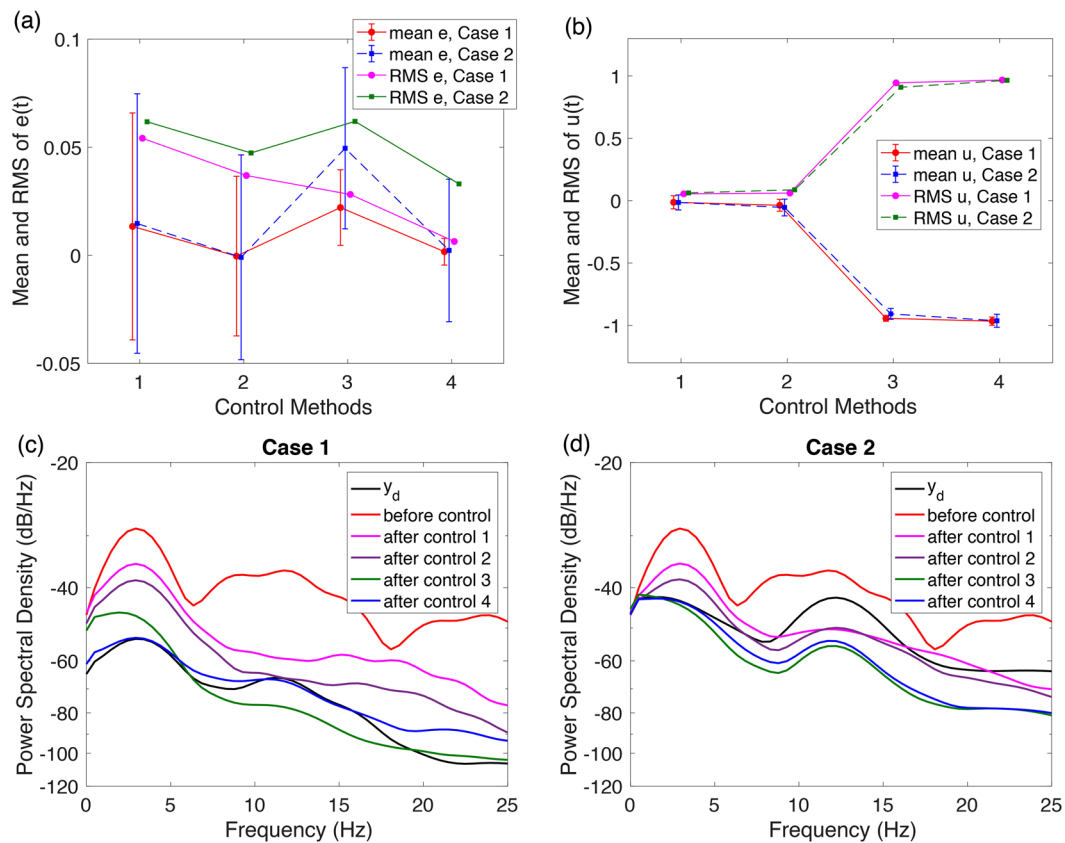 (a)
Mean and RMS of e(t)
0.1
0.05
0
-0.05
mean e, Case 1
mean e, Case 2
RMS e, Case 1
RMS e, Case 2
1 2 3 4
Control Methods
(b)
Mean and RMS of u(t)
1
0.5
0
-0.5
-1
mean u, Case 1
mean u, Case 2
RMS u, Case 1
RMS u, Case 2
1 2 3 4
Control Methods
(c)
Case 1
Power Spectral Density (dB/Hz)
-20
-40
-60
-80
-100
-120
y_d
before control
after control 1
after control 2
after control 3
after control 4
0 5 10 15 20 25
Frequency (Hz)
(d)
Case 2
Power Spectral Density (dB/Hz)
-20
-40
-60
-80
-100
-120
y_d
before control
after control 1
after control 2
after control 3
after control 4
0 5 10 15 20 25
Frequency (Hz)